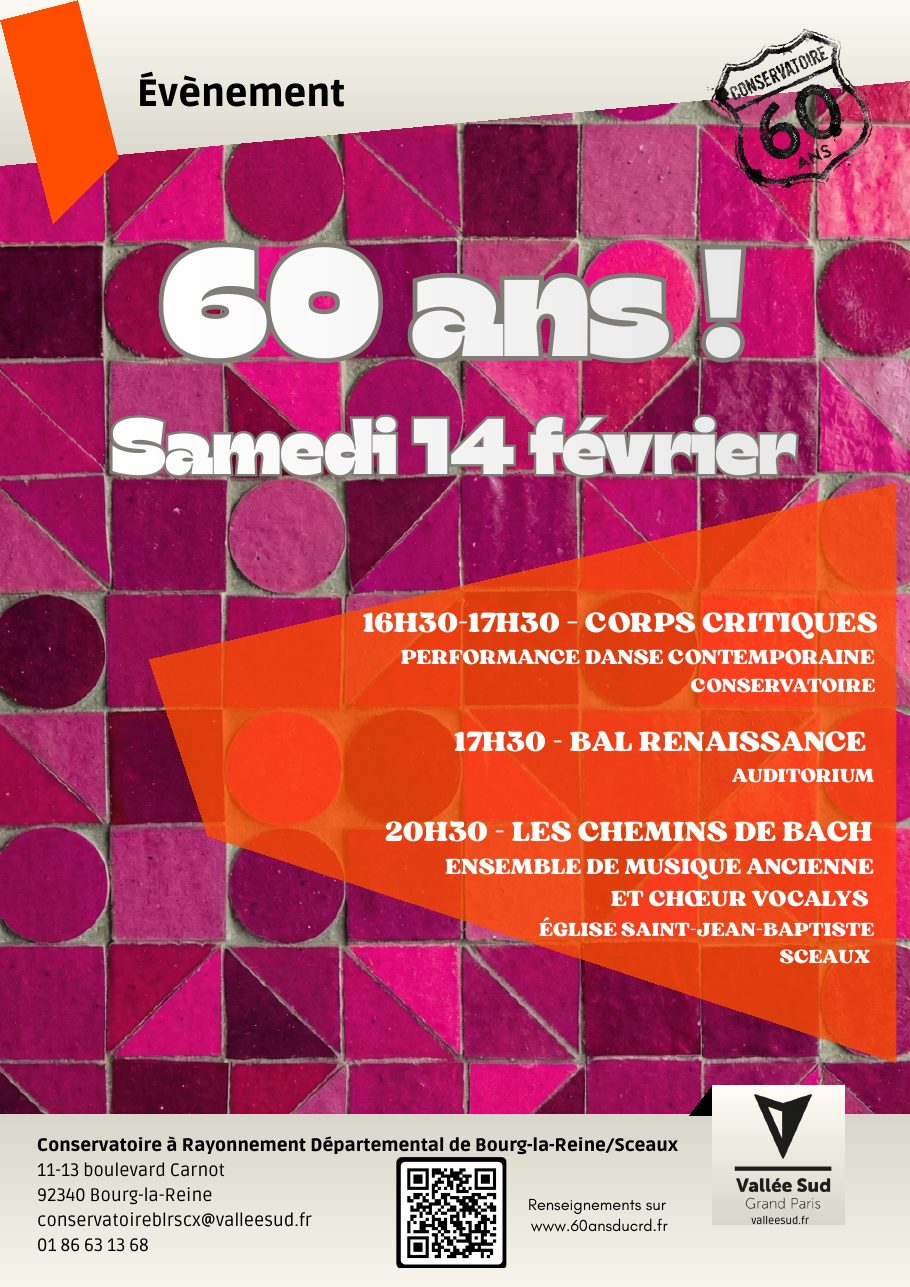 Évènement
CONSERVATOIRE
60
ANS
60 ans !
Samedi 14 février
16H30-17H30 - CORPS CRITIQUES
PERFORMANCE DANSE CONTEMPORAINE
CONSERVATOIRE
17H30 - BAL RENAISSANCE
AUDITORIUM
20H30 - LES CHEMINS DE BACH
ENSEMBLE DE MUSIQUE ANCIENNE
ET CHŒUR VOCALYS
ÉGLISE SAINT-JEAN-BAPTISTE
SCEAUX
Conservatoire à Rayonnement Départemental de Bourg-la-Reine/Sceaux
11-13 boulevard Carnot
92340 Bourg-la-Reine
conservatoireblrscx@valleesud.fr
01 86 63 13 68
Renseignements sur
www.60ansducrd.fr
Vallée Sud
Grand Paris
valleesud.fr